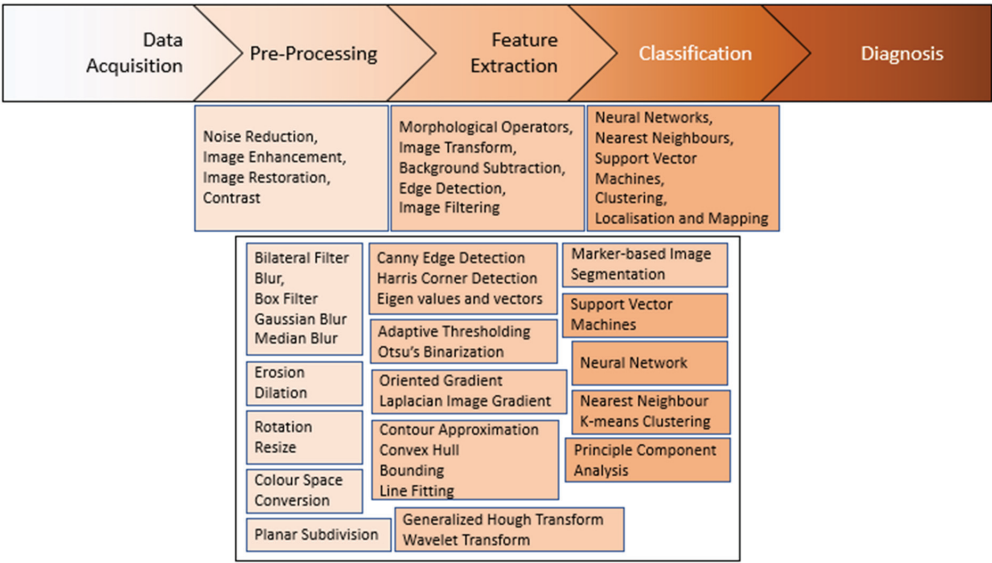 Data
Acquisition
Pre-Processing
Feature
Extraction
Classification
Diagnosis
Noise Reduction,
Image Enhancement,
Image Restoration,
Contrast
Morphological Operators,
Image Transform,
Background Subtraction,
Edge Detection,
Image Filtering
Neural Networks,
Nearest Neighbours,
Support Vector
Machines,
Clustering,
Localisation and Mapping
Bilateral Filter
Blur,
Box Filter
Gaussian Blur
Median Blur
Erosion
Dilation
Rotation
Resize
Colour Space
Conversion
Planar Subdivision
Canny Edge Detection
Harris Corner Detection
Eigen values and vectors
Adaptive Thresholding
Otsu's Binarization
Oriented Gradient
Laplacian Image Gradient
Contour Approximation
Convex Hull
Bounding
Line Fitting
Generalized Hough Transform
Wavelet Transform
Marker-based Image
Segmentation
Support Vector
Machines
Neural Network
Nearest Neighbour
K-means Clustering
Principle Component
Analysis